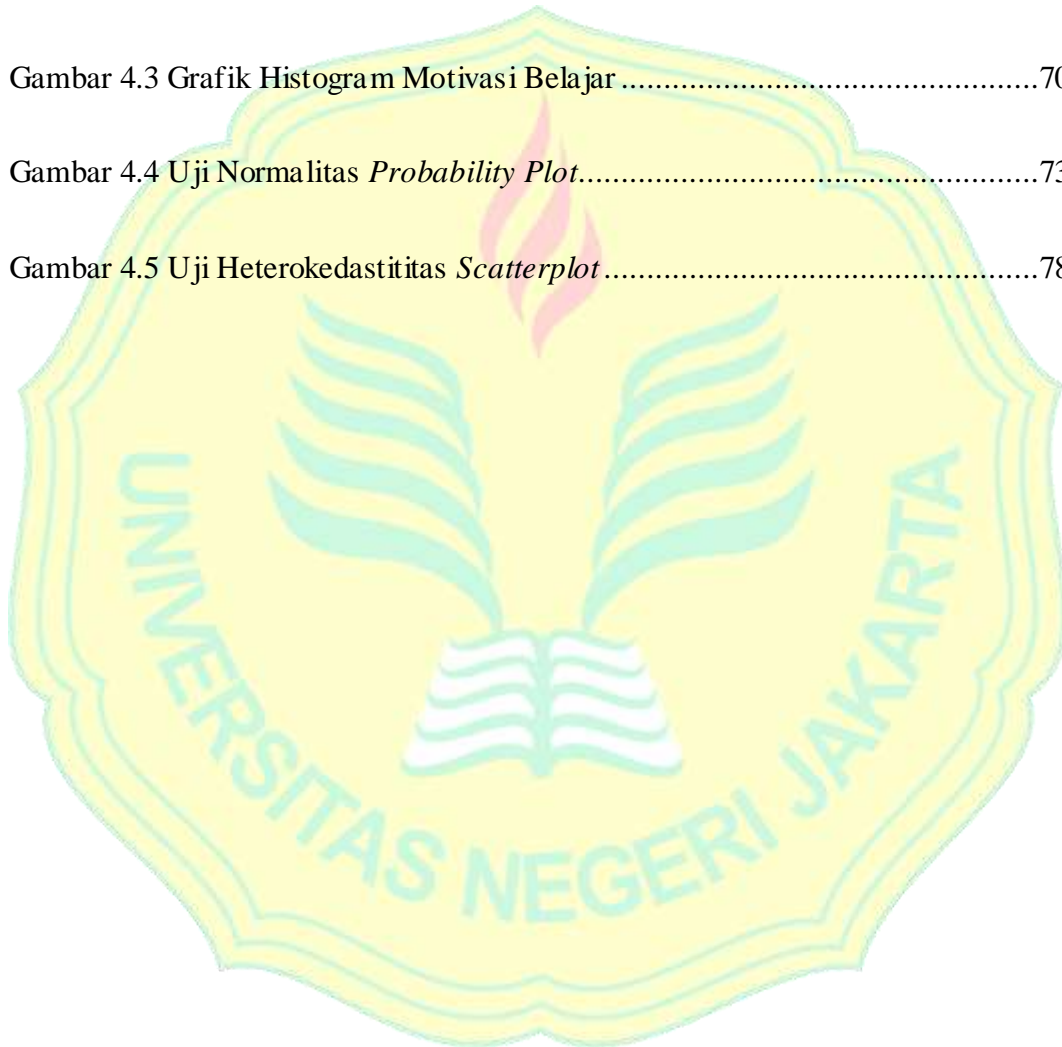 Gambar 4.3 Grafik Histogram Motivasi Belajar ................................................. 70
Gambar 4.4 Uji Normalitas Probability Plot...................................................... 73
Gambar 4.5 Uji Heterokedastititas Scatterplot ................................................... 78
UNIVERSITAS NEGERI JAKARTA